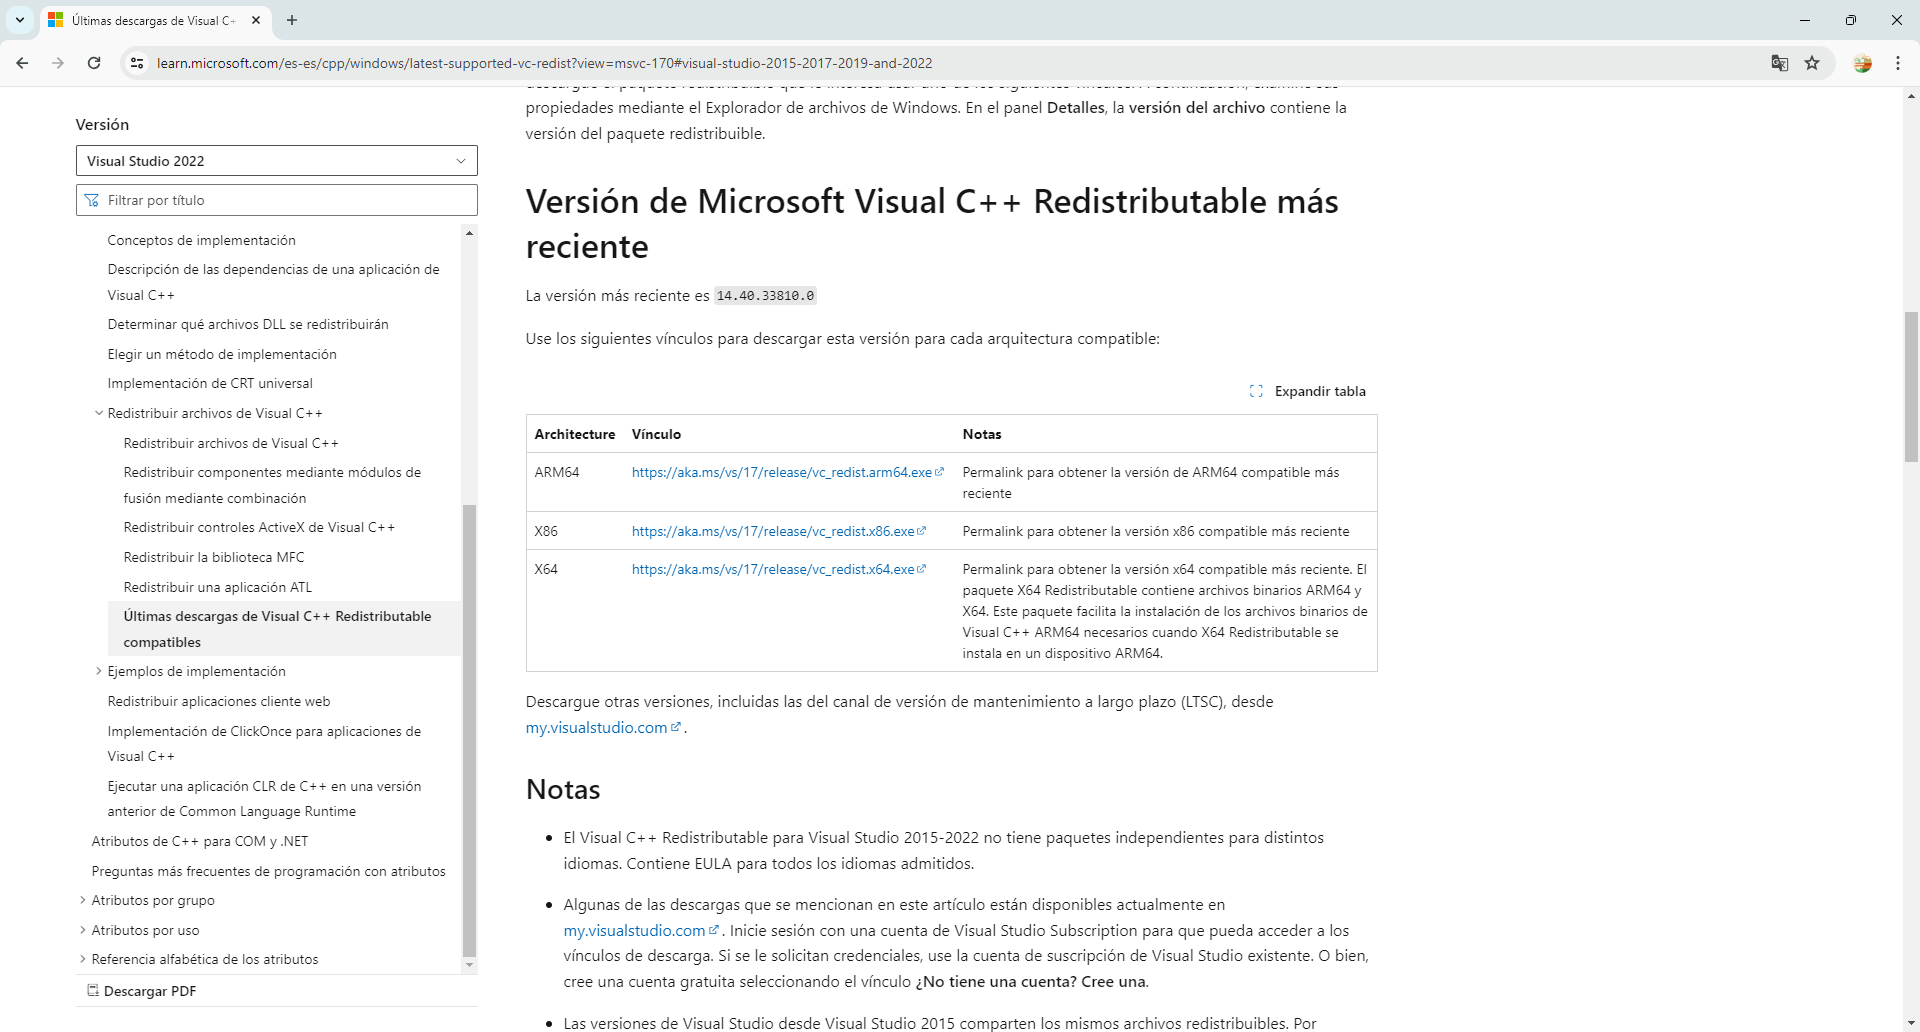 Últimas descargas de Visual C+
learn.microsoft.com/es-es/cpp/windows/latest-supported-vc-redist?view=msvc-170#visual-studio-2015-2017-2019-and-2022
Versión
Visual Studio 2022
Filtrar por título
Conceptos de implementación
Descripción de las dependencias de una aplicación de
Visual C++
Determinar qué archivos DLL se redistribuirán
Elegir un método de implementación
Implementación de CRT universal
Redistribuir archivos de Visual C++
Redistribuir archivos de Visual C++
Redistribuir componentes mediante módulos de
fusión mediante combinación
Redistribuir controles ActiveX de Visual C++
Redistribuir la biblioteca MFC
Redistribuir una aplicación ATL
Últimas descargas de Visual C++ Redistributable
compatibles
Ejemplos de implementación
Redistribuir aplicaciones cliente web
Implementación de ClickOnce para aplicaciones de
Visual C++
Ejecutar una aplicación CLR de C++ en una versión
anterior de Common Language Runtime
Atributos de C++ para COM y .NET
Preguntas más frecuentes de programación con atributos
Atributos por grupo
Atributos por uso
Referencia alfabética de los atributos
Descargar PDF
propiedades mediante el Explorador de archivos de Windows. En el panel Detalles, la versión del archivo contiene la
versión del paquete redistribuible.
Versión de Microsoft Visual C++ Redistributable más
reciente
La versión más reciente es 14.40.33810.0
Use los siguientes vínculos para descargar esta versión para cada arquitectura compatible:
Expandir tabla
Architecture Vínculo Notas
ARM64 https://aka.ms/vs/17/release/vc_redist.arm64.exe Permalink para obtener la versión de ARM64 compatible más
reciente
X86 https://aka.ms/vs/17/release/vc_redist.x86.exe Permalink para obtener la versión x86 compatible más reciente
X64 https://aka.ms/vs/17/release/vc_redist.x64.exe Permalink para obtener la versión x64 compatible más reciente. El
paquete X64 Redistributable contiene archivos binarios ARM64 y
X64. Este paquete facilita la instalación de los archivos binarios de
Visual C++ ARM64 necesarios cuando X64 Redistributable se
instala en un dispositivo ARM64.
Descargue otras versiones, incluidas las del canal de versión de mantenimiento a largo plazo (LTSC), desde
my.visualstudio.com .
Notas
El Visual C++ Redistributable para Visual Studio 2015-2022 no tiene paquetes independientes para distintos
idiomas. Contiene EULA para todos los idiomas admitidos.
Algunas de las descargas que se mencionan en este artículo están disponibles actualmente en
my.visualstudio.com . Inicie sesión con una cuenta de Visual Studio Subscription para que pueda acceder a los
vínculos de descarga. Si se le solicitan credenciales, use la cuenta de suscripción de Visual Studio existente. O bien,
cree una cuenta gratuita seleccionando el vínculo ¿No tiene una cuenta? Cree una.
Las versiones de Visual Studio desde Visual Studio 2015 comparten los mismos archivos redistribuibles. Por